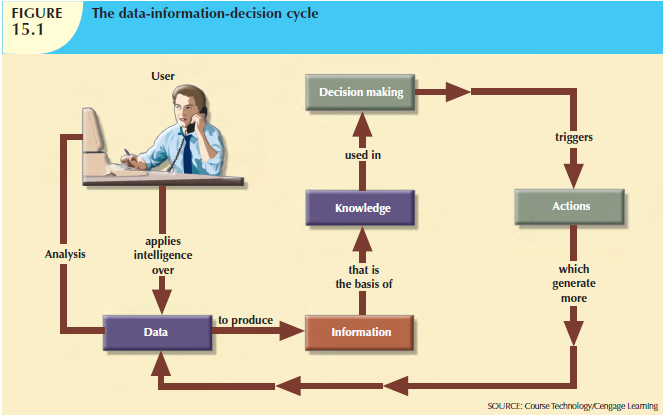 FIGURE
15.1
The data-information-decision cycle
User
Analysis
applies
intelligence
over
Data
to produce
Information
that is
the basis of
Knowledge
used in
Decision making
triggers
Actions
which
generate
more
SOURCE: Course Technology/Cengage Learning